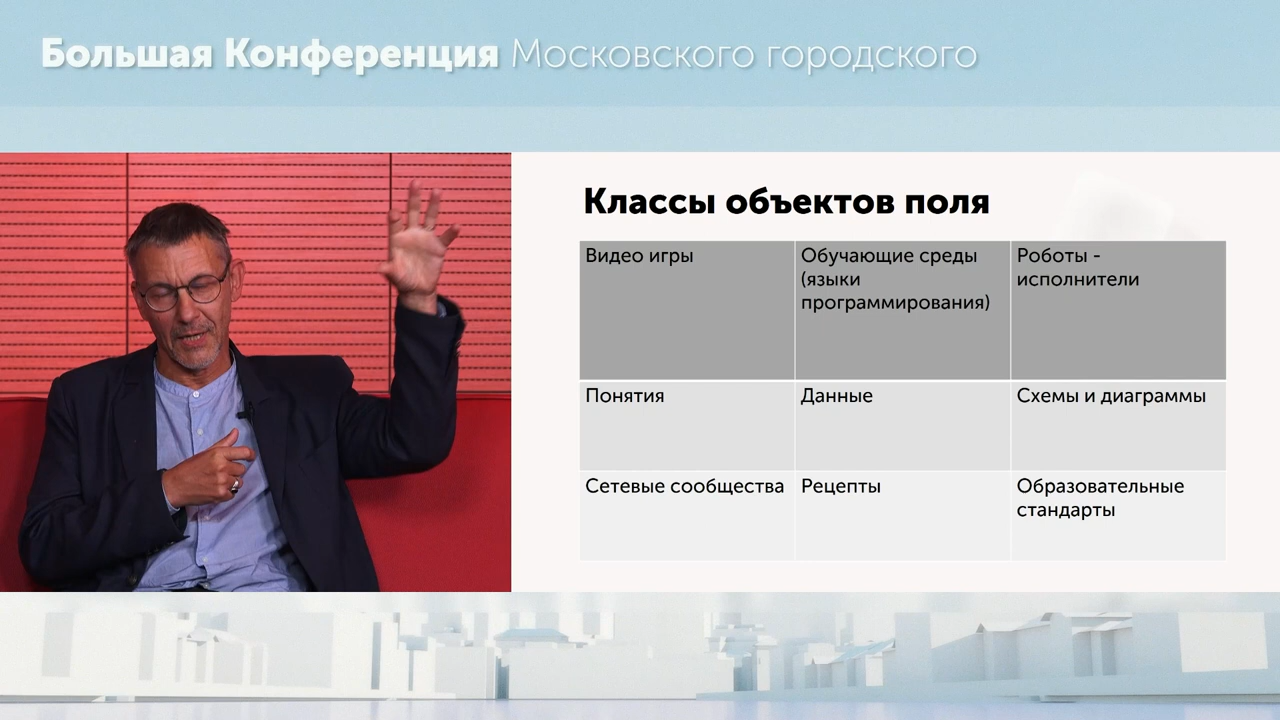 Большая Конференция Московского городского
Классы объектов поля
Видео игры
Обучающие среды
(языки
программирования)
Роботы -
исполнители
Понятия
Данные
Схемы и диаграммы
Сетевые сообщества
Рецепты
Образовательные
стандарты